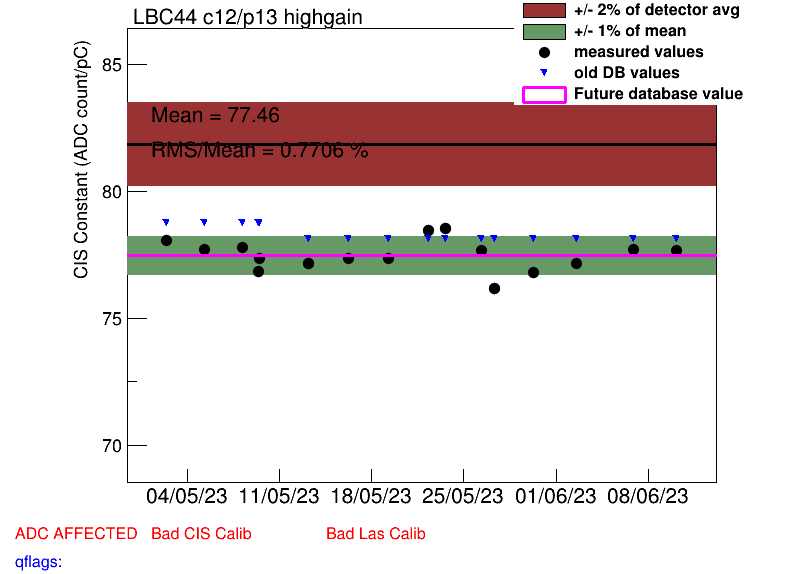 LBC44 c12/p13 highgain
+/- 2% of detector avg
+/- 1% of mean
measured values
old DB values
Future database value
CIS Constant (ADC count/pC)
85
80
75
70
Mean = 77.46
RMS/Mean = 0.7706 %
04/05/23 11/05/23 18/05/23 25/05/23 01/06/23 08/06/23
ADC AFFECTED Bad CIS Calib Bad Las Calib
qflags: